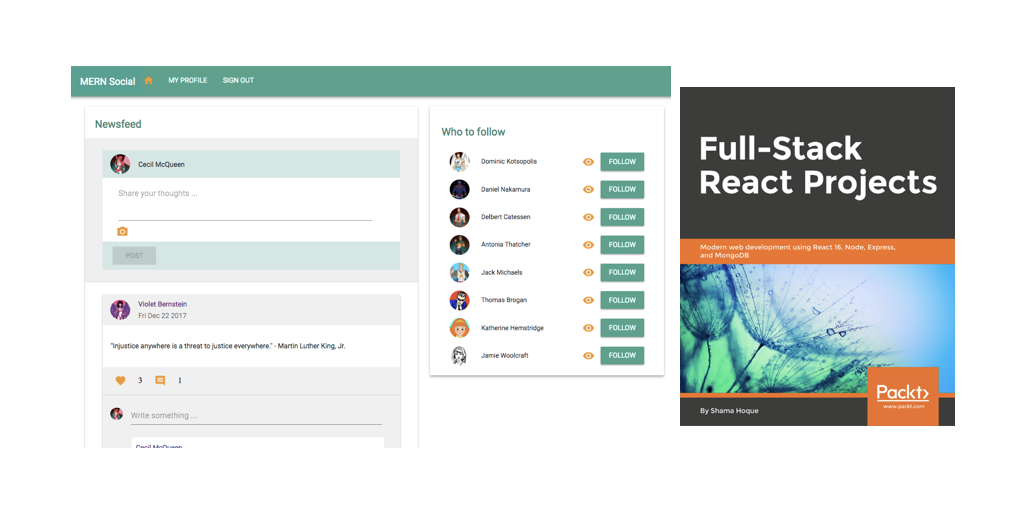 MERN Social
MY PROFILE
SIGN OUT
Newsfeed
Cecil McQueen
Share your thoughts ...
POST
Violet Bernstein
Fri Dec 22 2017
"Injustice anywhere is a threat to justice everywhere." - Martin Luther King, Jr.
3
1
Write something ...
Cecil McQueen
Who to follow
Dominic Kotsopolis
FOLLOW
Daniel Nakamura
FOLLOW
Delbert Catessen
FOLLOW
Antonia Thatcher
FOLLOW
Jack Michaels
FOLLOW
Thomas Brogan
FOLLOW
Katherine Hemstridge
FOLLOW
Jamie Woolcraft
FOLLOW
Full-Stack
React Projects
Modern web development using React 16, Node, Express,
and MongoDB
Packt>
www.packt.com
By Shama Hoque